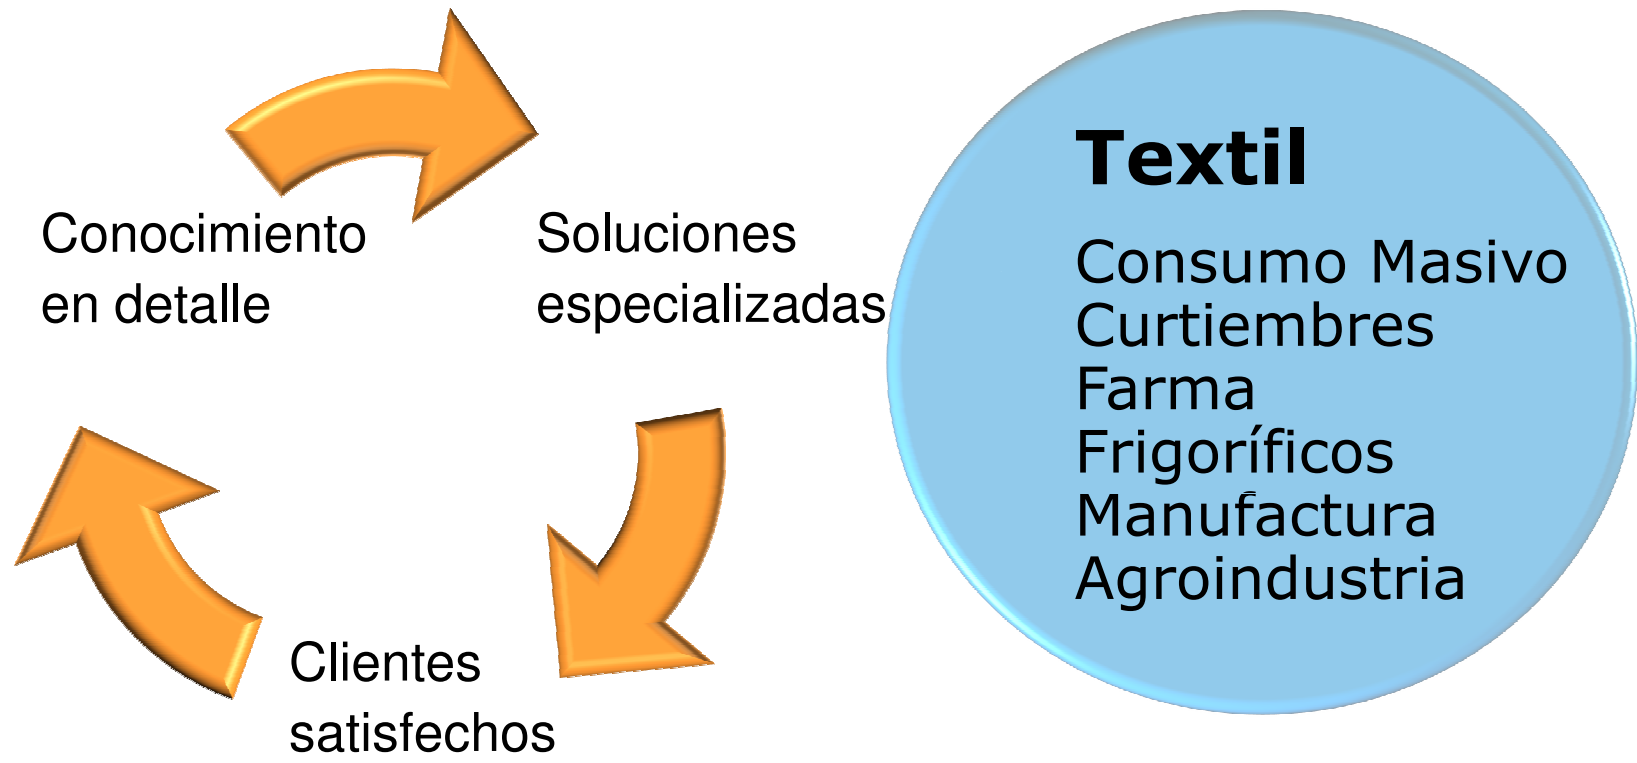 Conocimiento
en detalle
Soluciones
especializadas
Clientes
satisfechos
Textil
Consumo Masivo
Curtiembres
Farma
Frigoríficos
Manufactura
Agroindustria